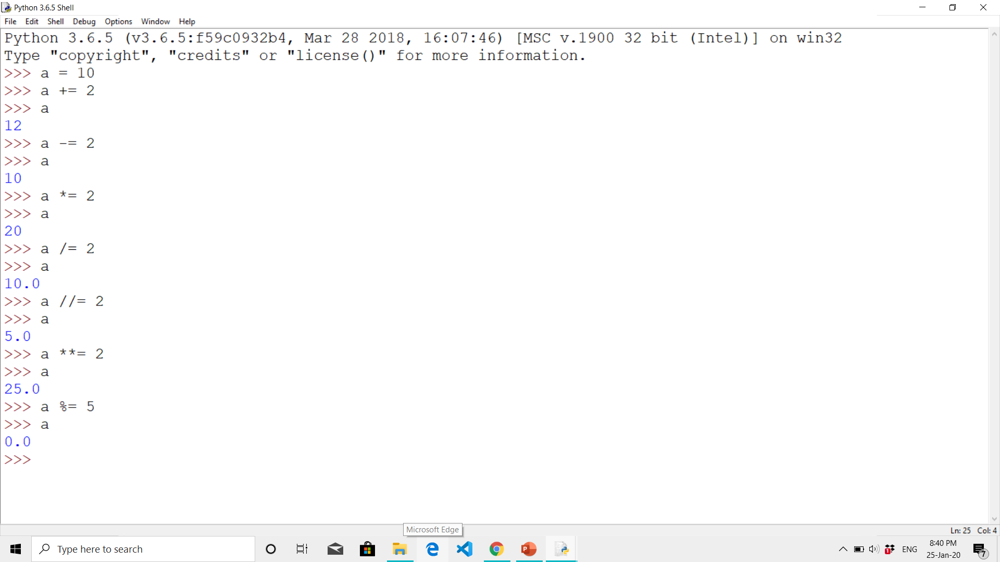 Python 3.6.5 Shell
File Edit Shell Debug Options Window Help
Python 3.6.5 (v3.6.5:f59c0932b4, Mar 28 2018, 16:07:46) [MSC v.1900 32 bit (Intel)] on win32
Type "copyright", "credits" or "license()" for more information.
>>> a = 10
>>> a += 2
>>> a
12
>>> a -= 2
>>> a
10
>>> a *= 2
>>> a
20
>>> a /= 2
>>> a
10.0
>>> a //= 2
>>> a
5.0
>>> a **= 2
>>> a
25.0
>>> a %= 5
>>> a
0.0
>>>
Microsoft Edge
Ln: 25 Col: 4
Type here to search
P
1
ENG
8:40 PM
25-Jan-20
7